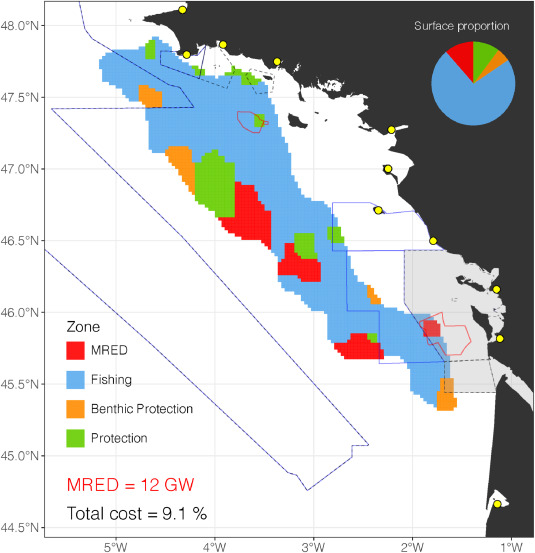 Surface proportion
48.0°N
47.5°N
47.0°N
46.5°N
46.0°N
45.5°N
45.0°N
44.5°N
Zone
MRED
Fishing
Benthic Protection
Protection
MRED = 12 GW
Total cost = 9.1 %
5°W 4°W 3°W 2°W 1°W